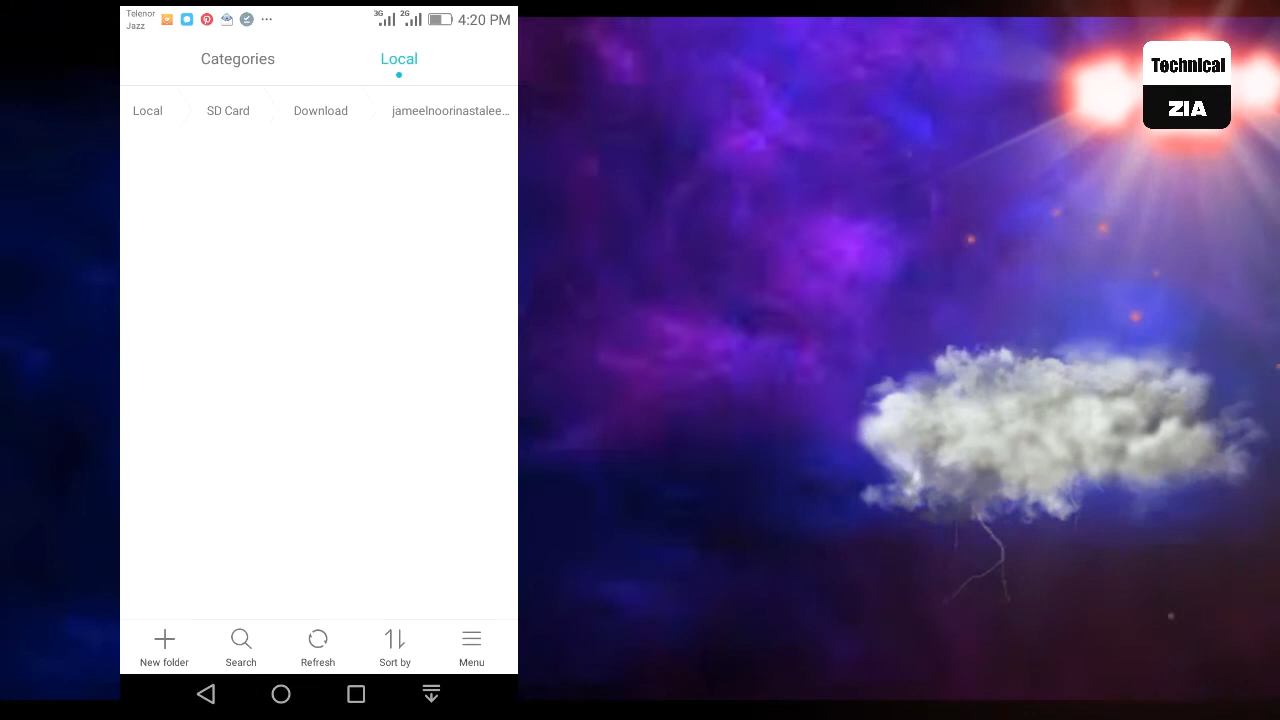 Telenor
Jazz
3G 2G 4:20 PM
Categories Local
Local SD Card Download jameelnoorinastalee...
New folder Search Refresh Sort by Menu
Technical
ZIA